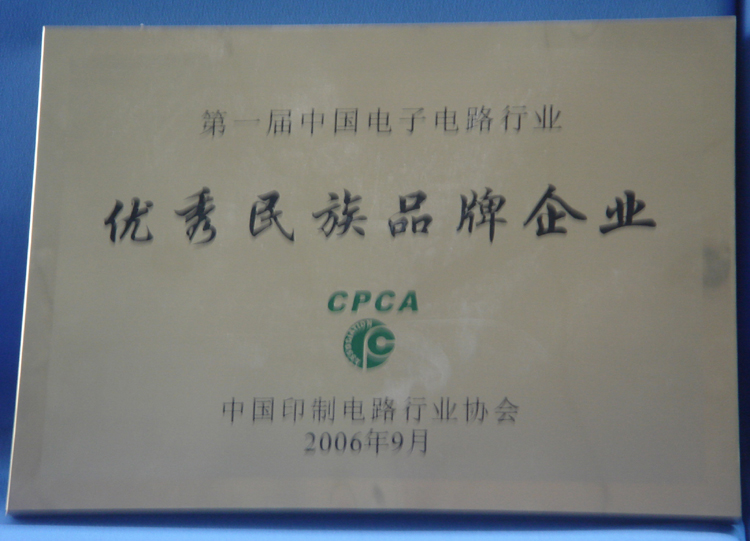 第一届中国电子电路行业
优秀民族品牌企业
CPCA
ASSOCIATION
中国印制电路行业协会
2006年9月